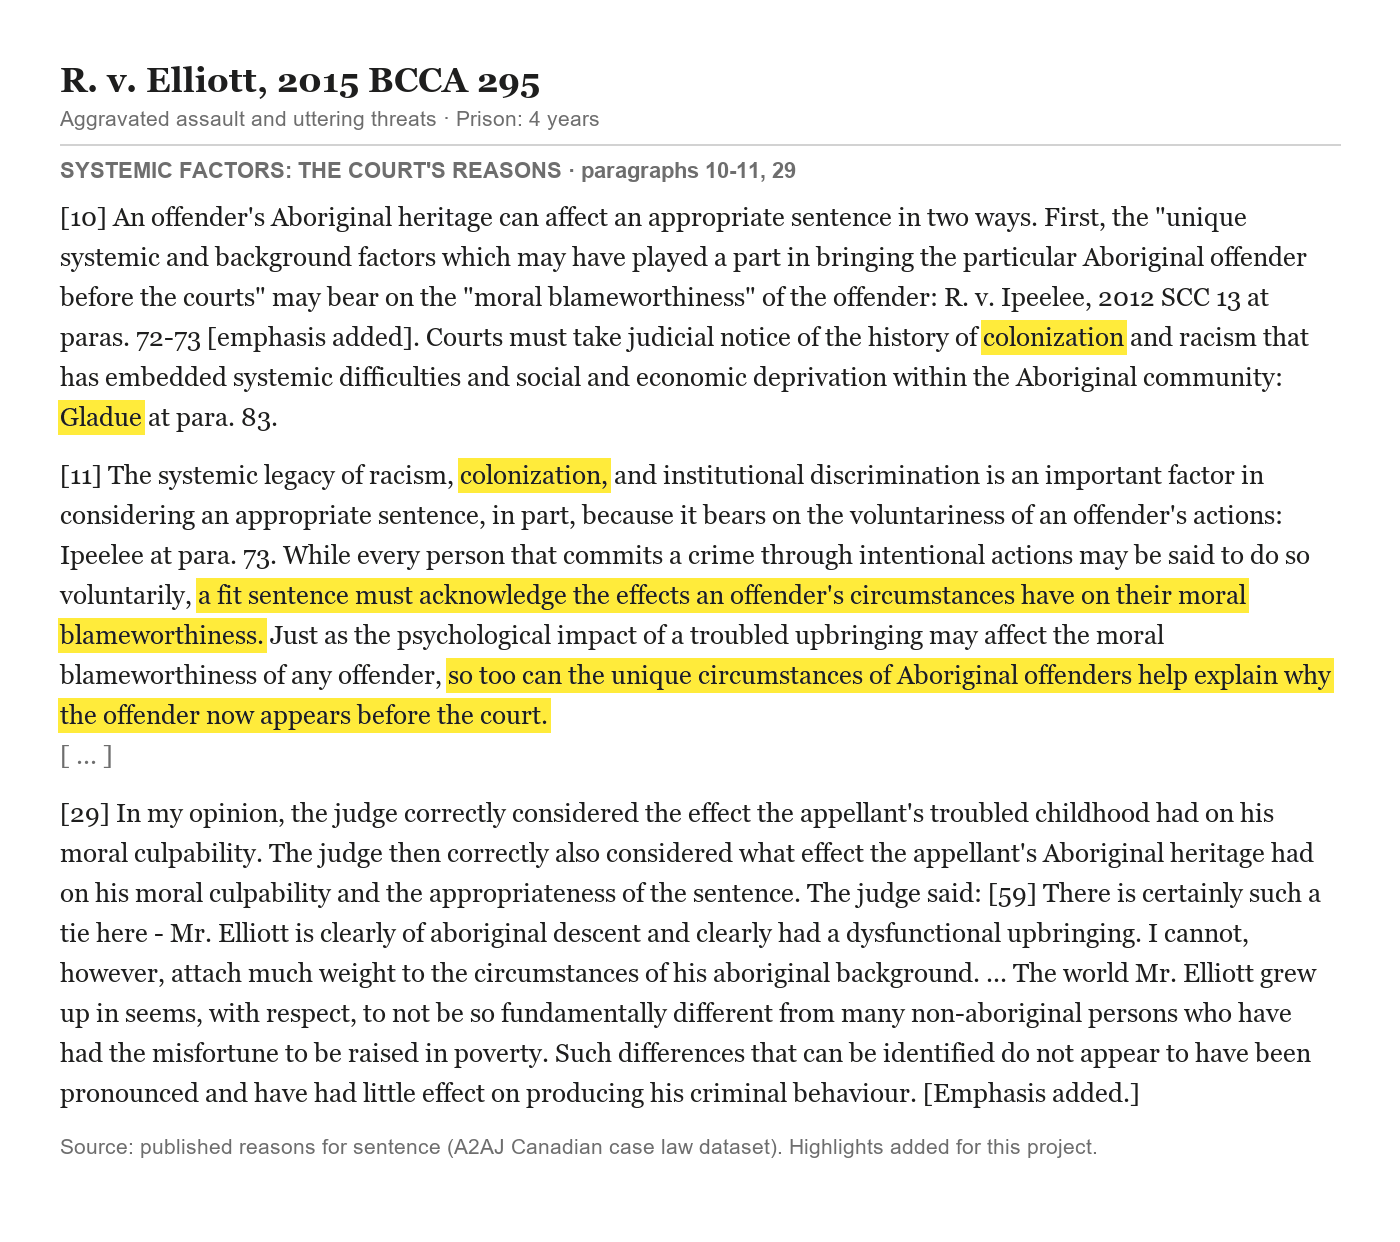 R. v. Elliott, 2015 BCCA 295
Aggravated assault and uttering threats · Prison: 4 years
SYSTEMIC FACTORS: THE COURT'S REASONS · paragraphs 10-11, 29
[10] An offender's Aboriginal heritage can affect an appropriate sentence in two ways. First, the "unique
systemic and background factors which may have played a part in bringing the particular Aboriginal offender
before the courts" may bear on the "moral blameworthiness" of the offender: R. v. Ipeelee, 2012 SCC 13 at
paras. 72-73 [emphasis added]. Courts must take judicial notice of the history of colonization and racism that
has embedded systemic difficulties and social and economic deprivation within the Aboriginal community:
Gladue at para. 83.
[11] The systemic legacy of racism, colonization, and institutional discrimination is an important factor in
considering an appropriate sentence, in part, because it bears on the voluntariness of an offender's actions:
Ipeelee at para. 73. While every person that commits a crime through intentional actions may be said to do so
voluntarily, a fit sentence must acknowledge the effects an offender's circumstances have on their moral
blameworthiness. Just as the psychological impact of a troubled upbringing may affect the moral
blameworthiness of any offender, so too can the unique circumstances of Aboriginal offenders help explain why
the offender now appears before the court.
[ ... ]
[29] In my opinion, the judge correctly considered the effect the appellant's troubled childhood had on his
moral culpability. The judge then correctly also considered what effect the appellant's Aboriginal heritage had
on his moral culpability and the appropriateness of the sentence. The judge said: [59] There is certainly such a
tie here - Mr. Elliott is clearly of aboriginal descent and clearly had a dysfunctional upbringing. I cannot,
however, attach much weight to the circumstances of his aboriginal background. ... The world Mr. Elliott grew
up in seems, with respect, to not be so fundamentally different from many non-aboriginal persons who have
had the misfortune to be raised in poverty. Such differences that can be identified do not appear to have been
pronounced and have had little effect on producing his criminal behaviour. [Emphasis added.]
Source: published reasons for sentence (A2AJ Canadian case law dataset). Highlights added for this project.